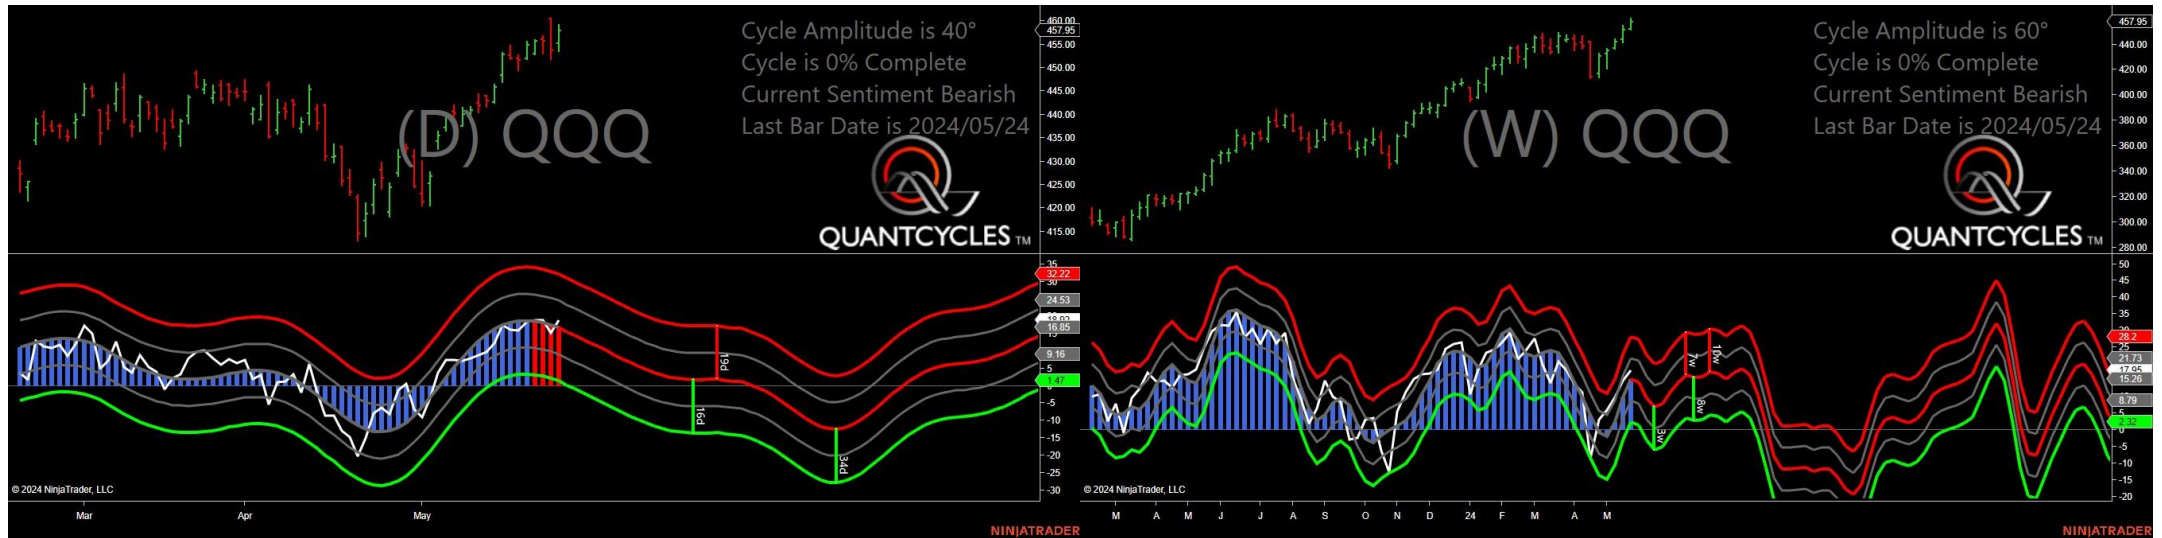 Cycle Amplitude is 40°
Cycle is 0% Complete
Current Sentiment Bearish
Last Bar Date is 2024/05/24
(D) QQQ
QUANTCYCLES TM
460.00
457.95
455.00
450.00
445.00
440.00
435.00
430.00
425.00
420.00
415.00
35
32.22
30
24.53
16.85
9.16
5
1.47
-5
-10
-15
-20
-25
-30
19d
16d
34d
© 2024 NinjaTrader, LLC
Mar Apr May
NINJATRADER
Cycle Amplitude is 60°
Cycle is 0% Complete
Current Sentiment Bearish
Last Bar Date is 2024/05/24
(W) QQQ
QUANTCYCLES TM
457.95
440.00
420.00
400.00
380.00
360.00
340.00
320.00
300.00
280.00
50
45
40
35
28.2
25
21.73
17.95
15.26
8.79
2.32
0
-5
-10
-15
-20
7w
10w
8w
3w
© 2024 NinjaTrader, LLC
M A M J J A S O N D 24 F M A M
NINJATRADER